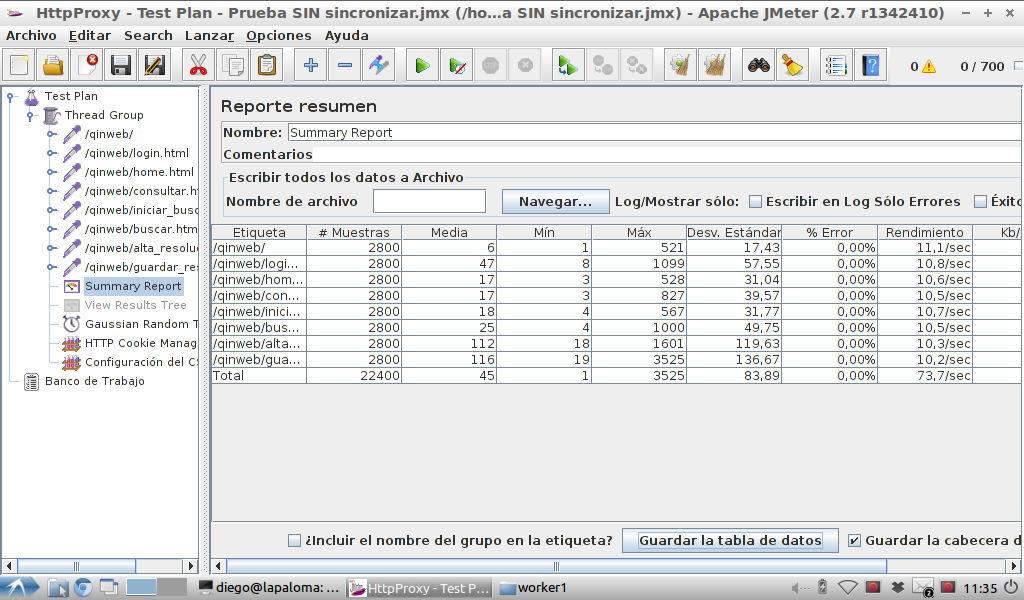 HttpProxy - Test Plan - Prueba SIN sincronizar.jmx (/ho...a SIN sincronizar.jmx) - Apache JMeter (2.7 r1342410)
Archivo Editar Search Lanzar Opciones Ayuda
0 0 / 700
Test Plan
Thread Group
/qinweb/
/qinweb/login.html
/qinweb/home.html
/qinweb/consultar.h
/qinweb/iniciar_busc
/qinweb/buscar.htm
/qinweb/alta_resolu
/qinweb/guardar_re
Summary Report
View Results Tree
Gaussian Random T
HTTP Cookie Manag
Configuración del CS
Banco de Trabajo
Reporte resumen
Nombre: Summary Report
Comentarios
Escribir todos los datos a Archivo
Nombre de archivo Navegar... Log/Mostrar sólo: Escribir en Log Sólo Errores Éxito
Etiqueta # Muestras Media Mín Máx Desv. Estándar % Error Rendimiento Kb/
/qinweb/ 2800 6 1 521 17,43 0,00% 11,1/sec
/qinweb/logi... 2800 47 8 1099 57,55 0,00% 10,8/sec
/qinweb/hom... 2800 17 3 528 31,04 0,00% 10,6/sec
/qinweb/con... 2800 17 3 827 39,57 0,00% 10,5/sec
/qinweb/inici... 2800 18 4 567 31,77 0,00% 10,7/sec
/qinweb/bus... 2800 25 4 1000 49,75 0,00% 10,5/sec
/qinweb/alta... 2800 112 18 1601 119,63 0,00% 10,3/sec
/qinweb/gua... 2800 116 19 3525 136,67 0,00% 10,2/sec
Total 22400 45 1 3525 83,89 0,00% 73,7/sec
¿Incluir el nombre del grupo en la etiqueta? Guardar la tabla de datos Guardar la cabecera d
diego@lapaloma: ... HttpProxy - Test P... worker1 2 11:35